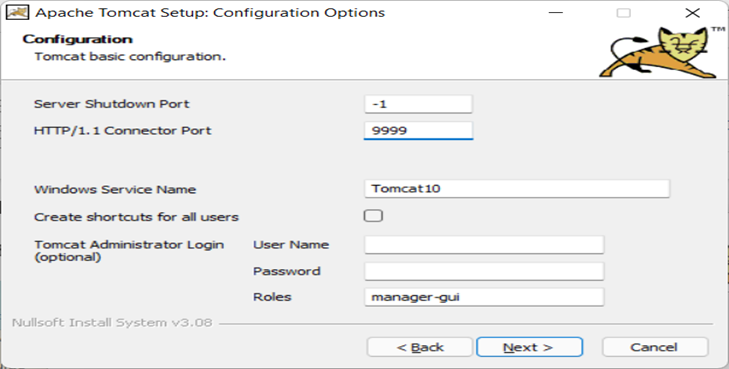 Apache Tomcat Setup: Configuration Options
Configuration
Tomcat basic configuration.
TM
Server Shutdown Port -1
HTTP/1.1 Connector Port 9999
Windows Service Name Tomcat10
Create shortcuts for all users
Tomcat Administrator Login User Name
(optional)
Password
Roles manager-gui
Nullsoft Install System v3.08
< Back Next > Cancel